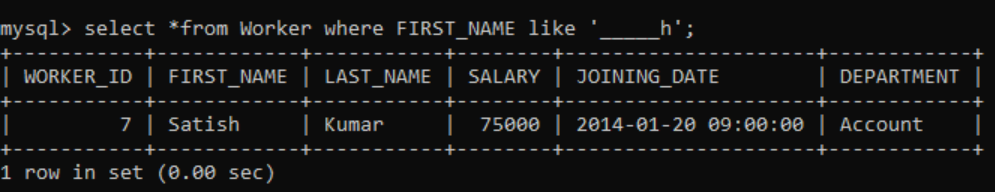 mysql> select *from Worker where FIRST_NAME like '_____h';
+-----------+------------+-----------+--------+---------------------+------------+
| WORKER_ID | FIRST_NAME | LAST_NAME | SALARY | JOINING_DATE        | DEPARTMENT |
+-----------+------------+-----------+--------+---------------------+------------+
|         7 | Satish     | Kumar     |  75000 | 2014-01-20 09:00:00 | Account    |
+-----------+------------+-----------+--------+---------------------+------------+
1 row in set (0.00 sec)